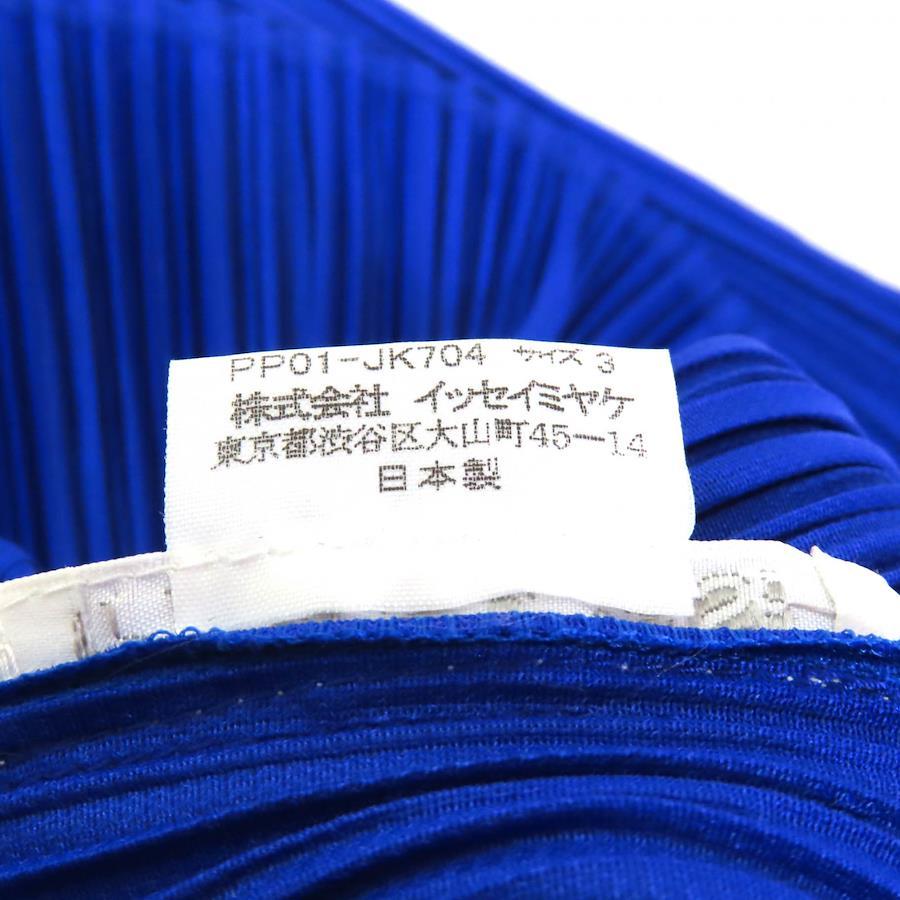 PP01-JK704 サイズ 3
株式会社 イッセイミヤケ
東京都渋谷区大山町45-14
日本製